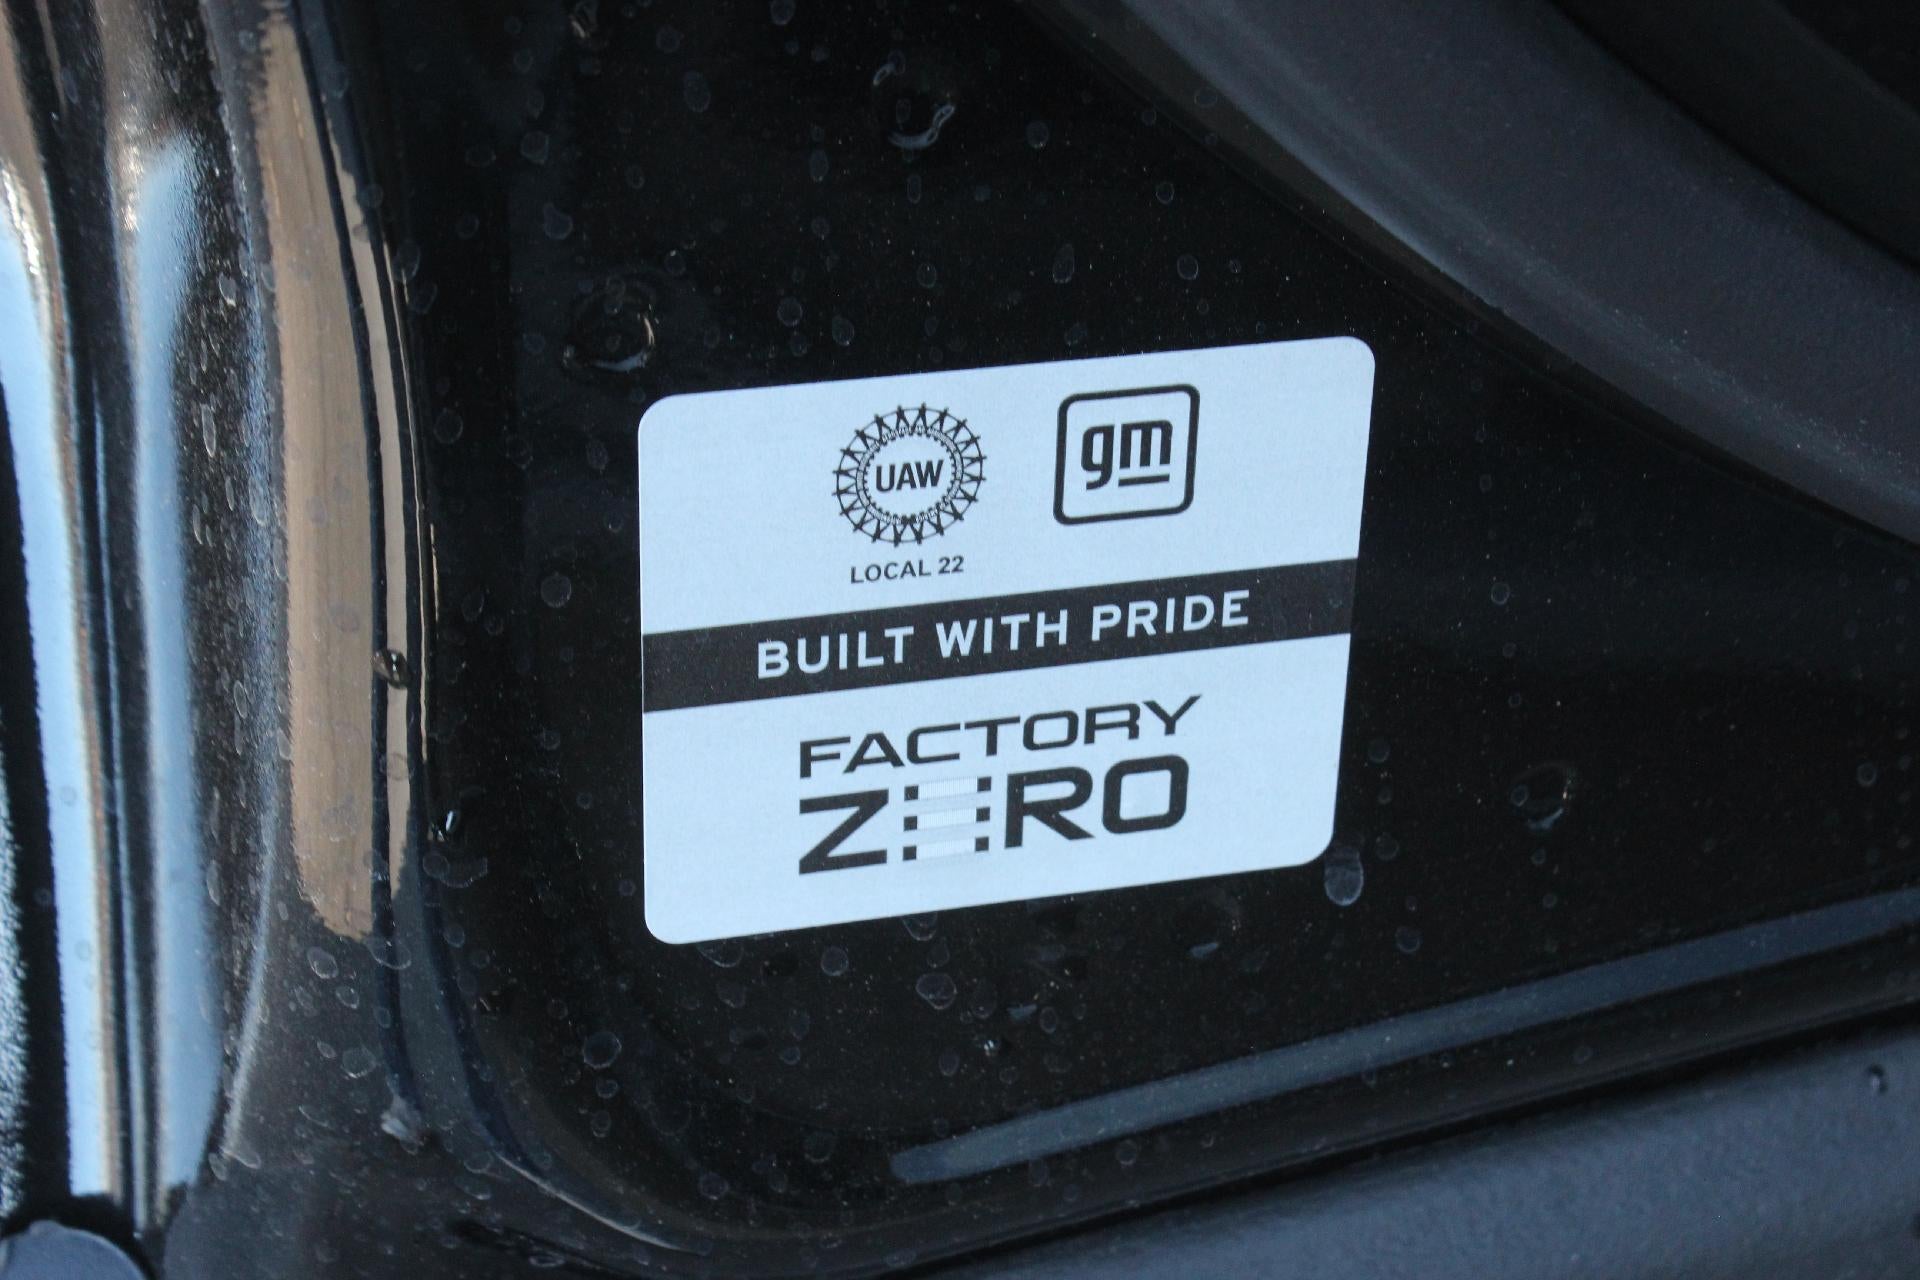 UAW
gm
LOCAL 22
BUILT WITH PRIDE
FACTORY
ZERO